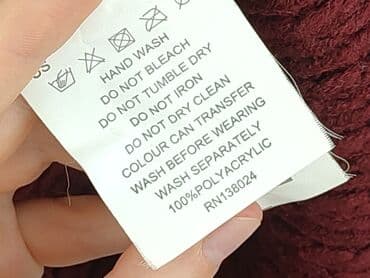 HAND WASH
DO NOT BLEACH
DO NOT TUMBLE DRY
DO NOT IRON
DO NOT DRY CLEAN
COLOUR CAN TRANSFER
WASH BEFORE WEARING
WASH SEPARATELY
100%POLYACRYLIC
RN138024